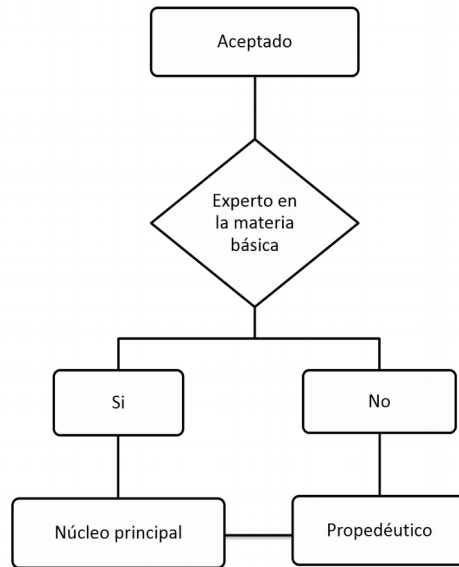 Aceptado
Experto en
la materia
básica
Si
No
Núcleo principal
Propedéutico